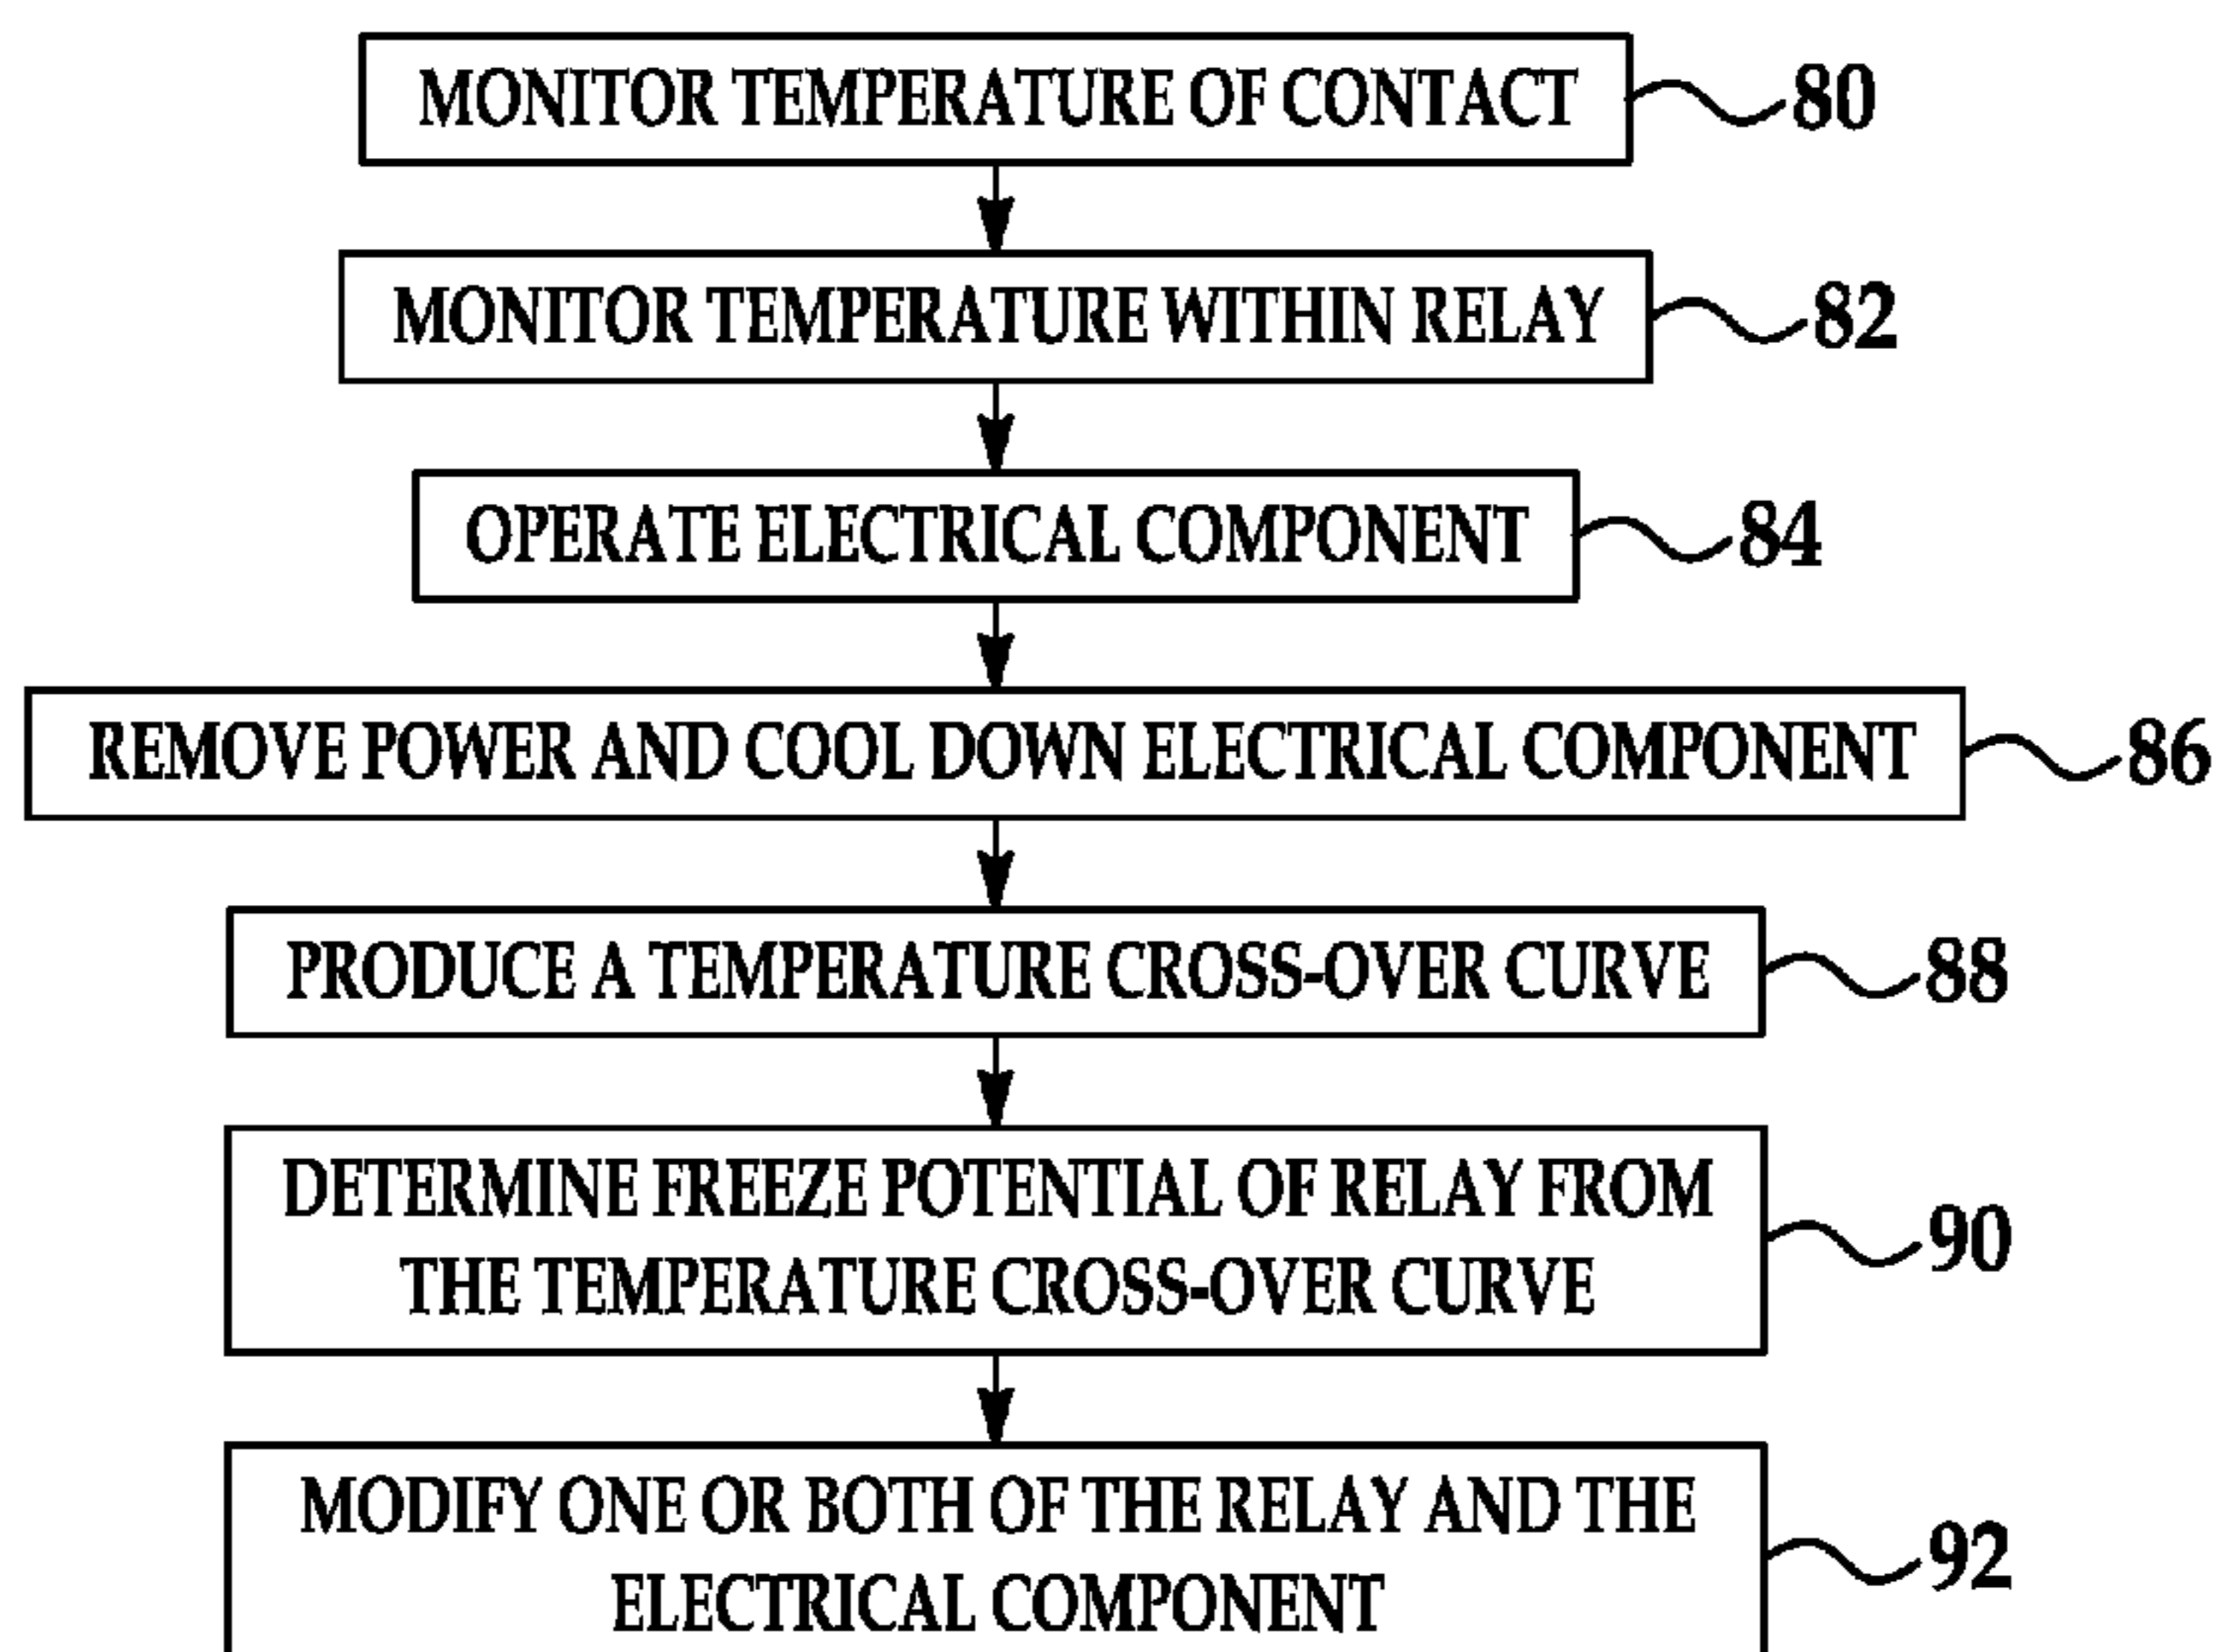 MONITOR TEMPERATURE OF CONTACT 80
MONITOR TEMPERATURE WITHIN RELAY 82
OPERATE ELECTRICAL COMPONENT 84
REMOVE POWER AND COOL DOWN ELECTRICAL COMPONENT 86
PRODUCE A TEMPERATURE CROSS-OVER CURVE 88
DETERMINE FREEZE POTENTIAL OF RELAY FROM
THE TEMPERATURE CROSS-OVER CURVE
90
MODIFY ONE OR BOTH OF THE RELAY AND THE
ELECTRICAL COMPONENT
92